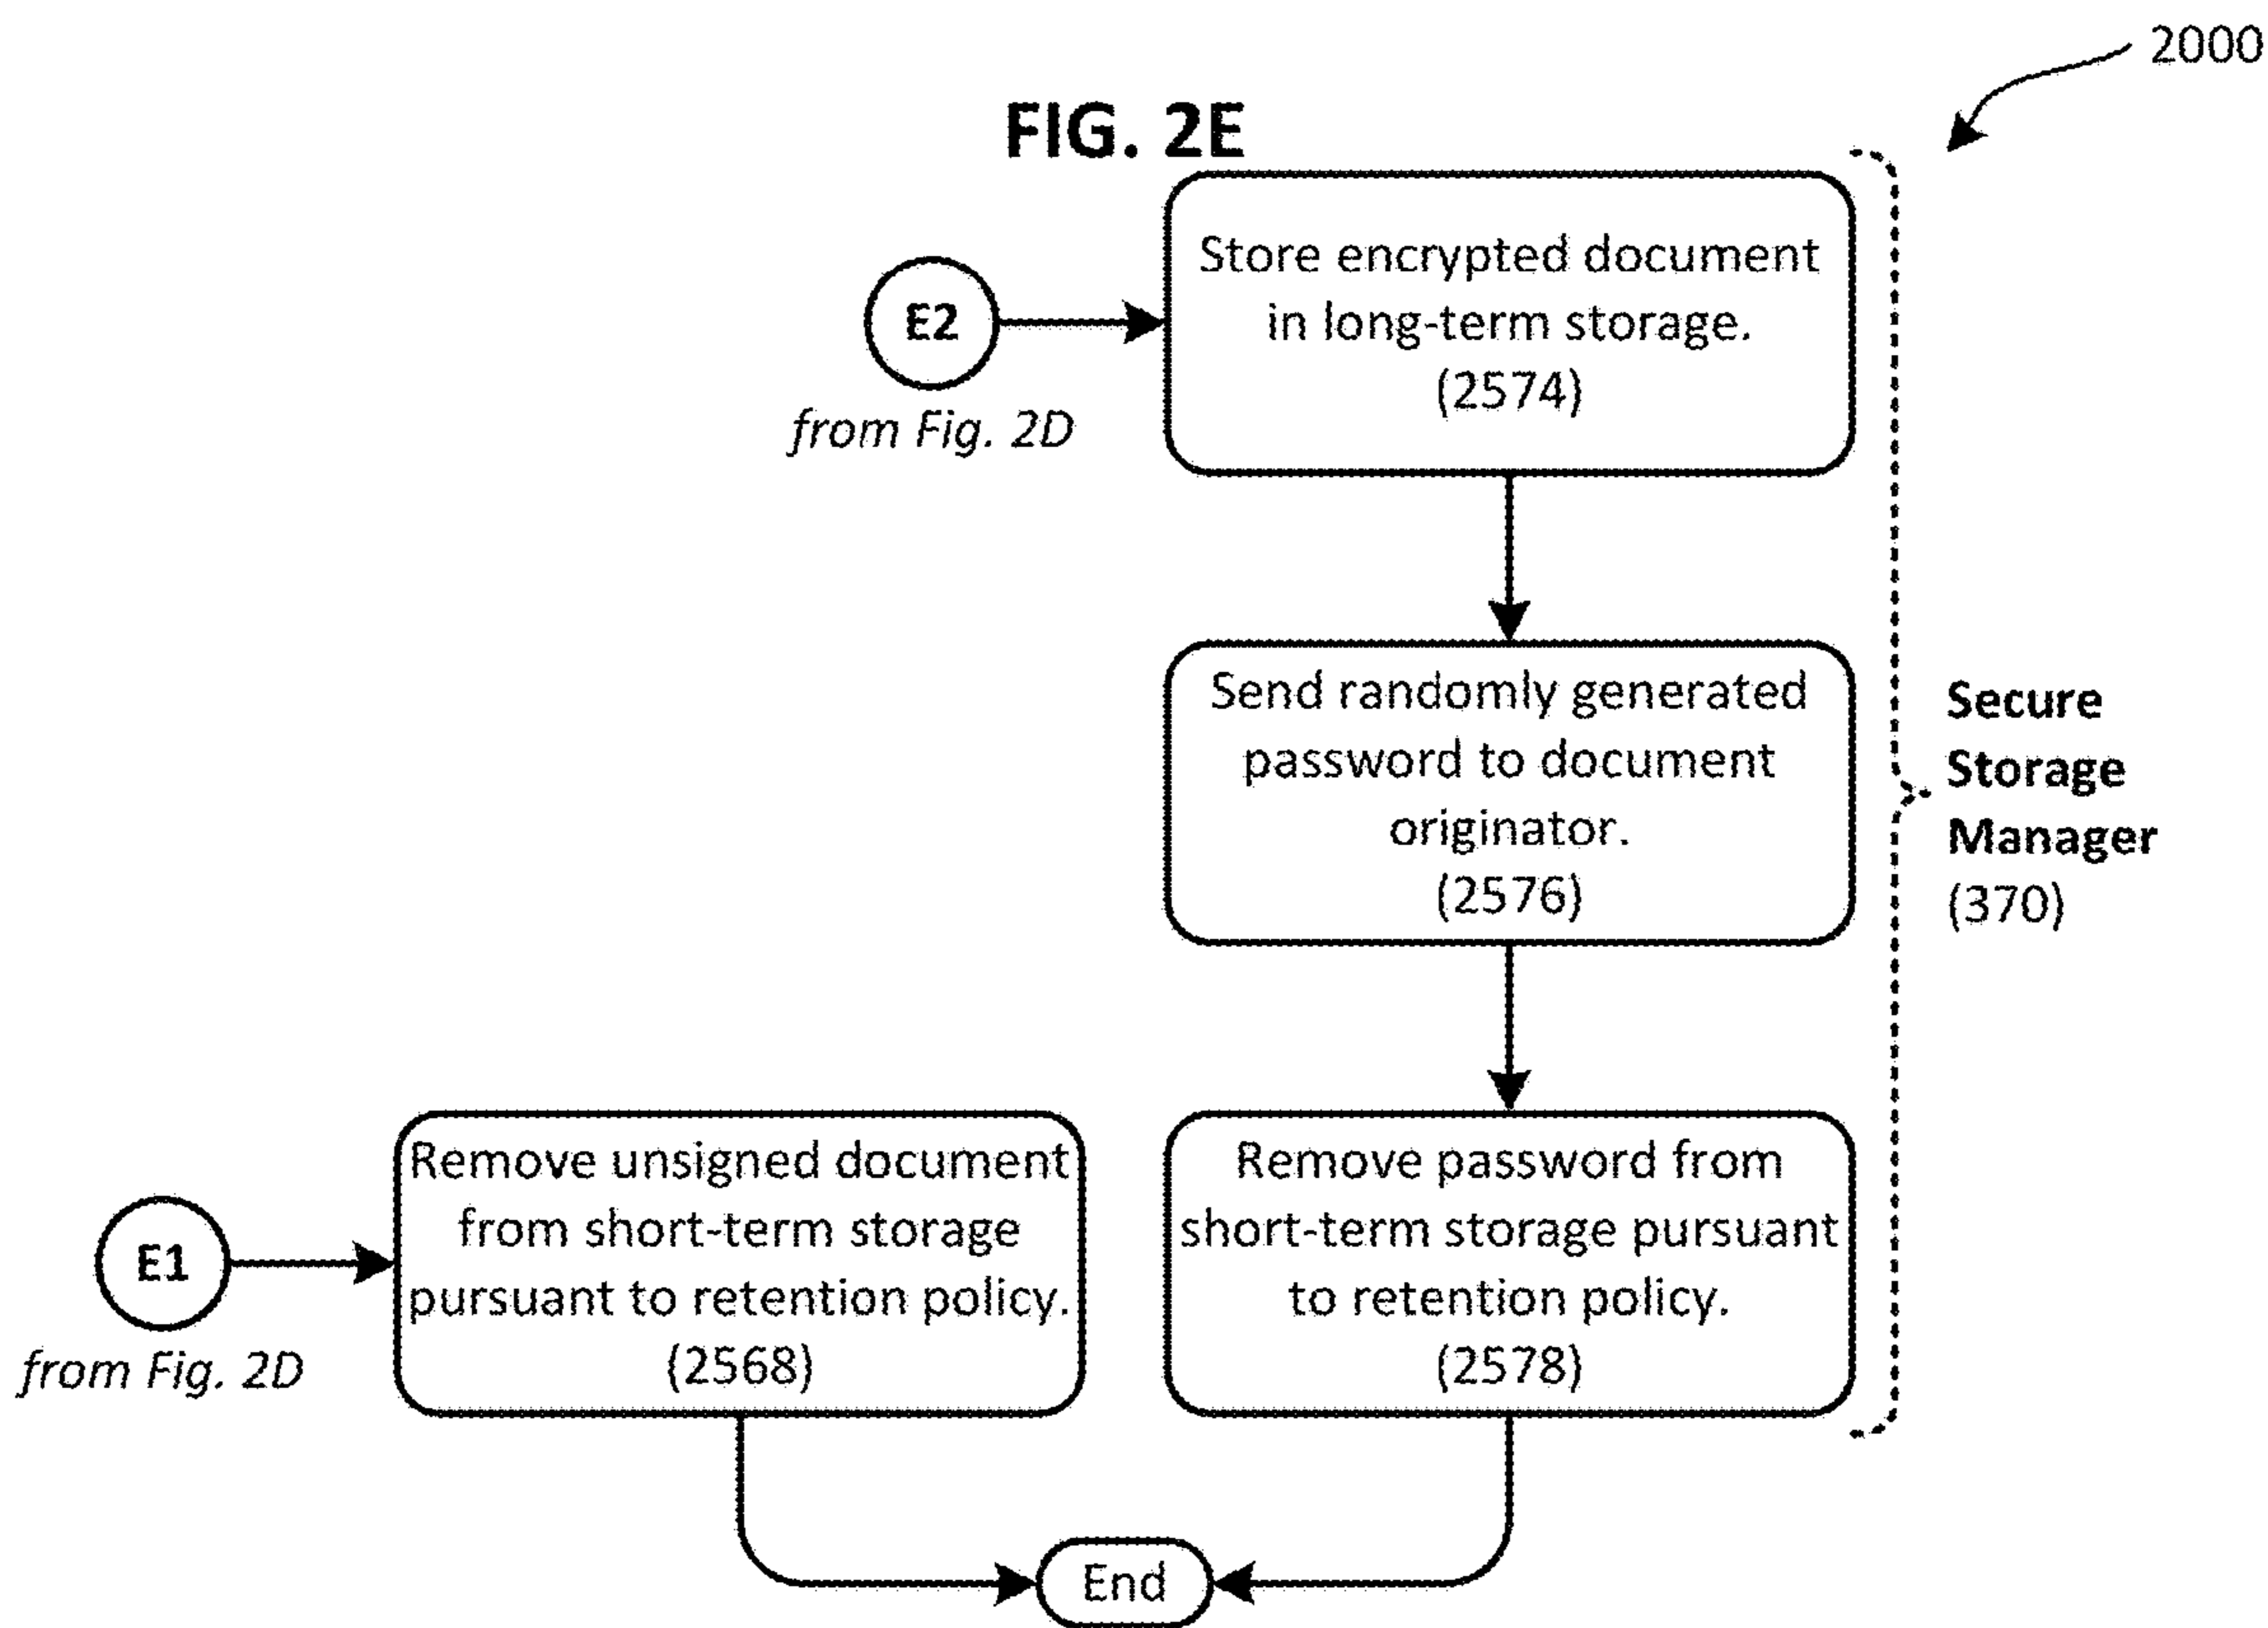 2000
FIG. 2E
Store encrypted document
in long-term storage.
(2574)
E2
from Fig. 2D
Send randomly generated
password to document
originator.
(2576)
Secure
Storage
Manager
(370)
Remove unsigned document
from short-term storage
pursuant to retention policy.
(2568)
E1
from Fig. 2D
Remove password from
short-term storage pursuant
to retention policy.
(2578)
End